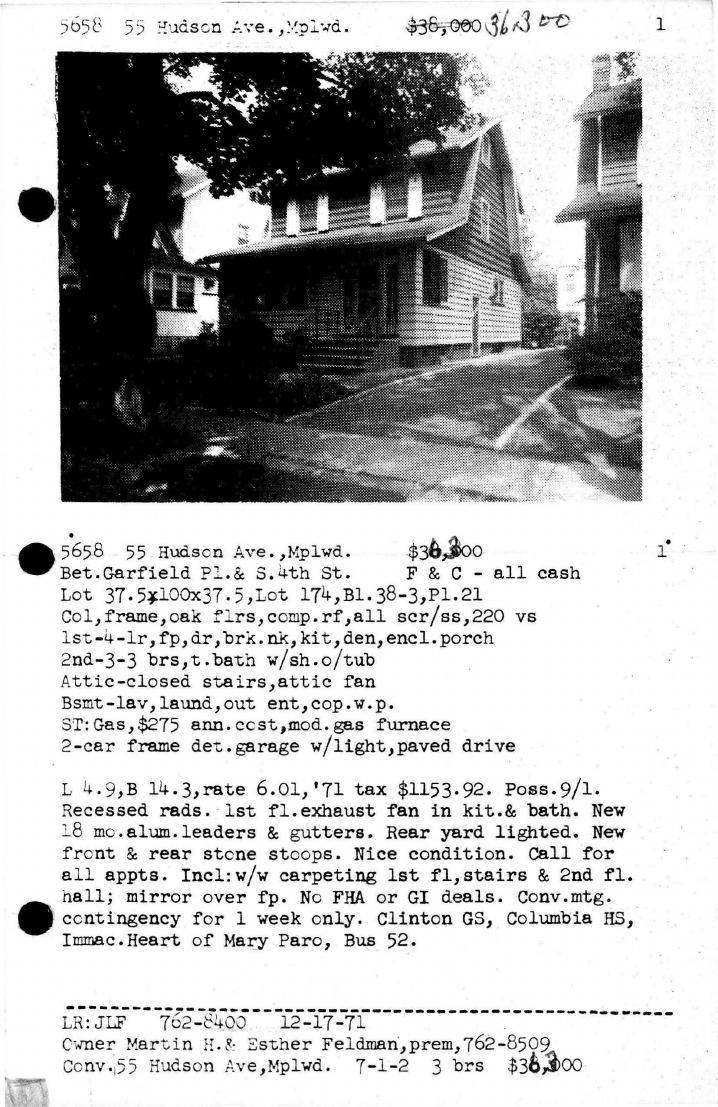 5658 55 Hudson Ave.,Mplwd. $38,000 36,300 1
5658 55 Hudson Ave.,Mplwd. $36,300 1
Bet.Garfield Pl.& S.4th St. F & C - all cash
Lot 37.5x100x37.5,Lot 174,Bl.38-3,Pl.21
Col,frame,oak flrs,comp.rf,all scr/ss,220 vs
1st-4-lr,fp,dr,brk.nk,kit,den,encl.porch
2nd-3-3 brs,t.bath w/sh.o/tub
Attic-closed stairs,attic fan
Bsmt-lav,laund,out ent,cop.w.p.
ST:Gas,$275 ann.cost,mod.gas furnace
2-car frame det.garage w/light,paved drive
L 4.9,B 14.3,rate 6.01,'71 tax $1153.92. Poss.9/1.
Recessed rads. 1st fl.exhaust fan in kit.& bath. New
18 mo.alum.leaders & gutters. Rear yard lighted. New
front & rear stone stoops. Nice condition. Call for
all appts. Incl:w/w carpeting 1st fl,stairs & 2nd fl.
hall; mirror over fp. No FHA or GI deals. Conv.mtg.
contingency for 1 week only. Clinton GS, Columbia HS,
Immac.Heart of Mary Paro, Bus 52.
LR:JLF 762-8400 12-17-71
Owner Martin H.& Esther Feldman,prem,762-8509
Conv.,55 Hudson Ave,Mplwd. 7-1-2 3 brs $36,300